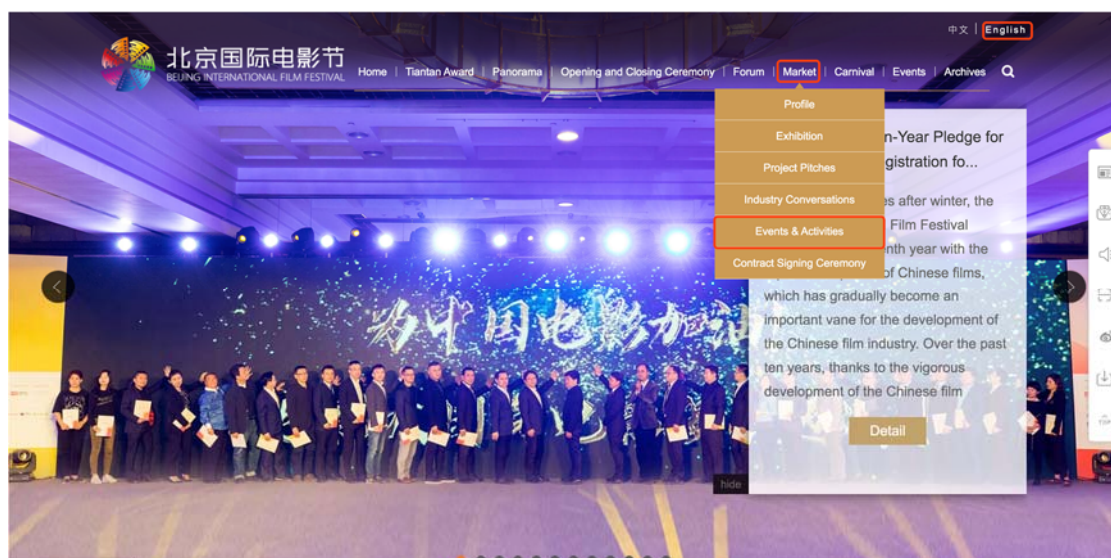 中文 | English
北京国际电影节
BEIJING INTERNATIONAL FILM FESTIVAL
Home | Tiantan Award | Panorama | Opening and Closing Ceremony | Forum | Market | Carnival | Events | Archives
Profile
Exhibition
Project Pitches
Industry Conversations
Events & Activities
Contract Signing Ceremony
n-Year Pledge for
gistration fo...
es after winter, the
Film Festival
nth year with the
of Chinese films,
which has gradually become an
important vane for the development of
the Chinese film industry. Over the past
ten years, thanks to the vigorous
development of the Chinese film
Detail
hide
为中国电影加油
TOP